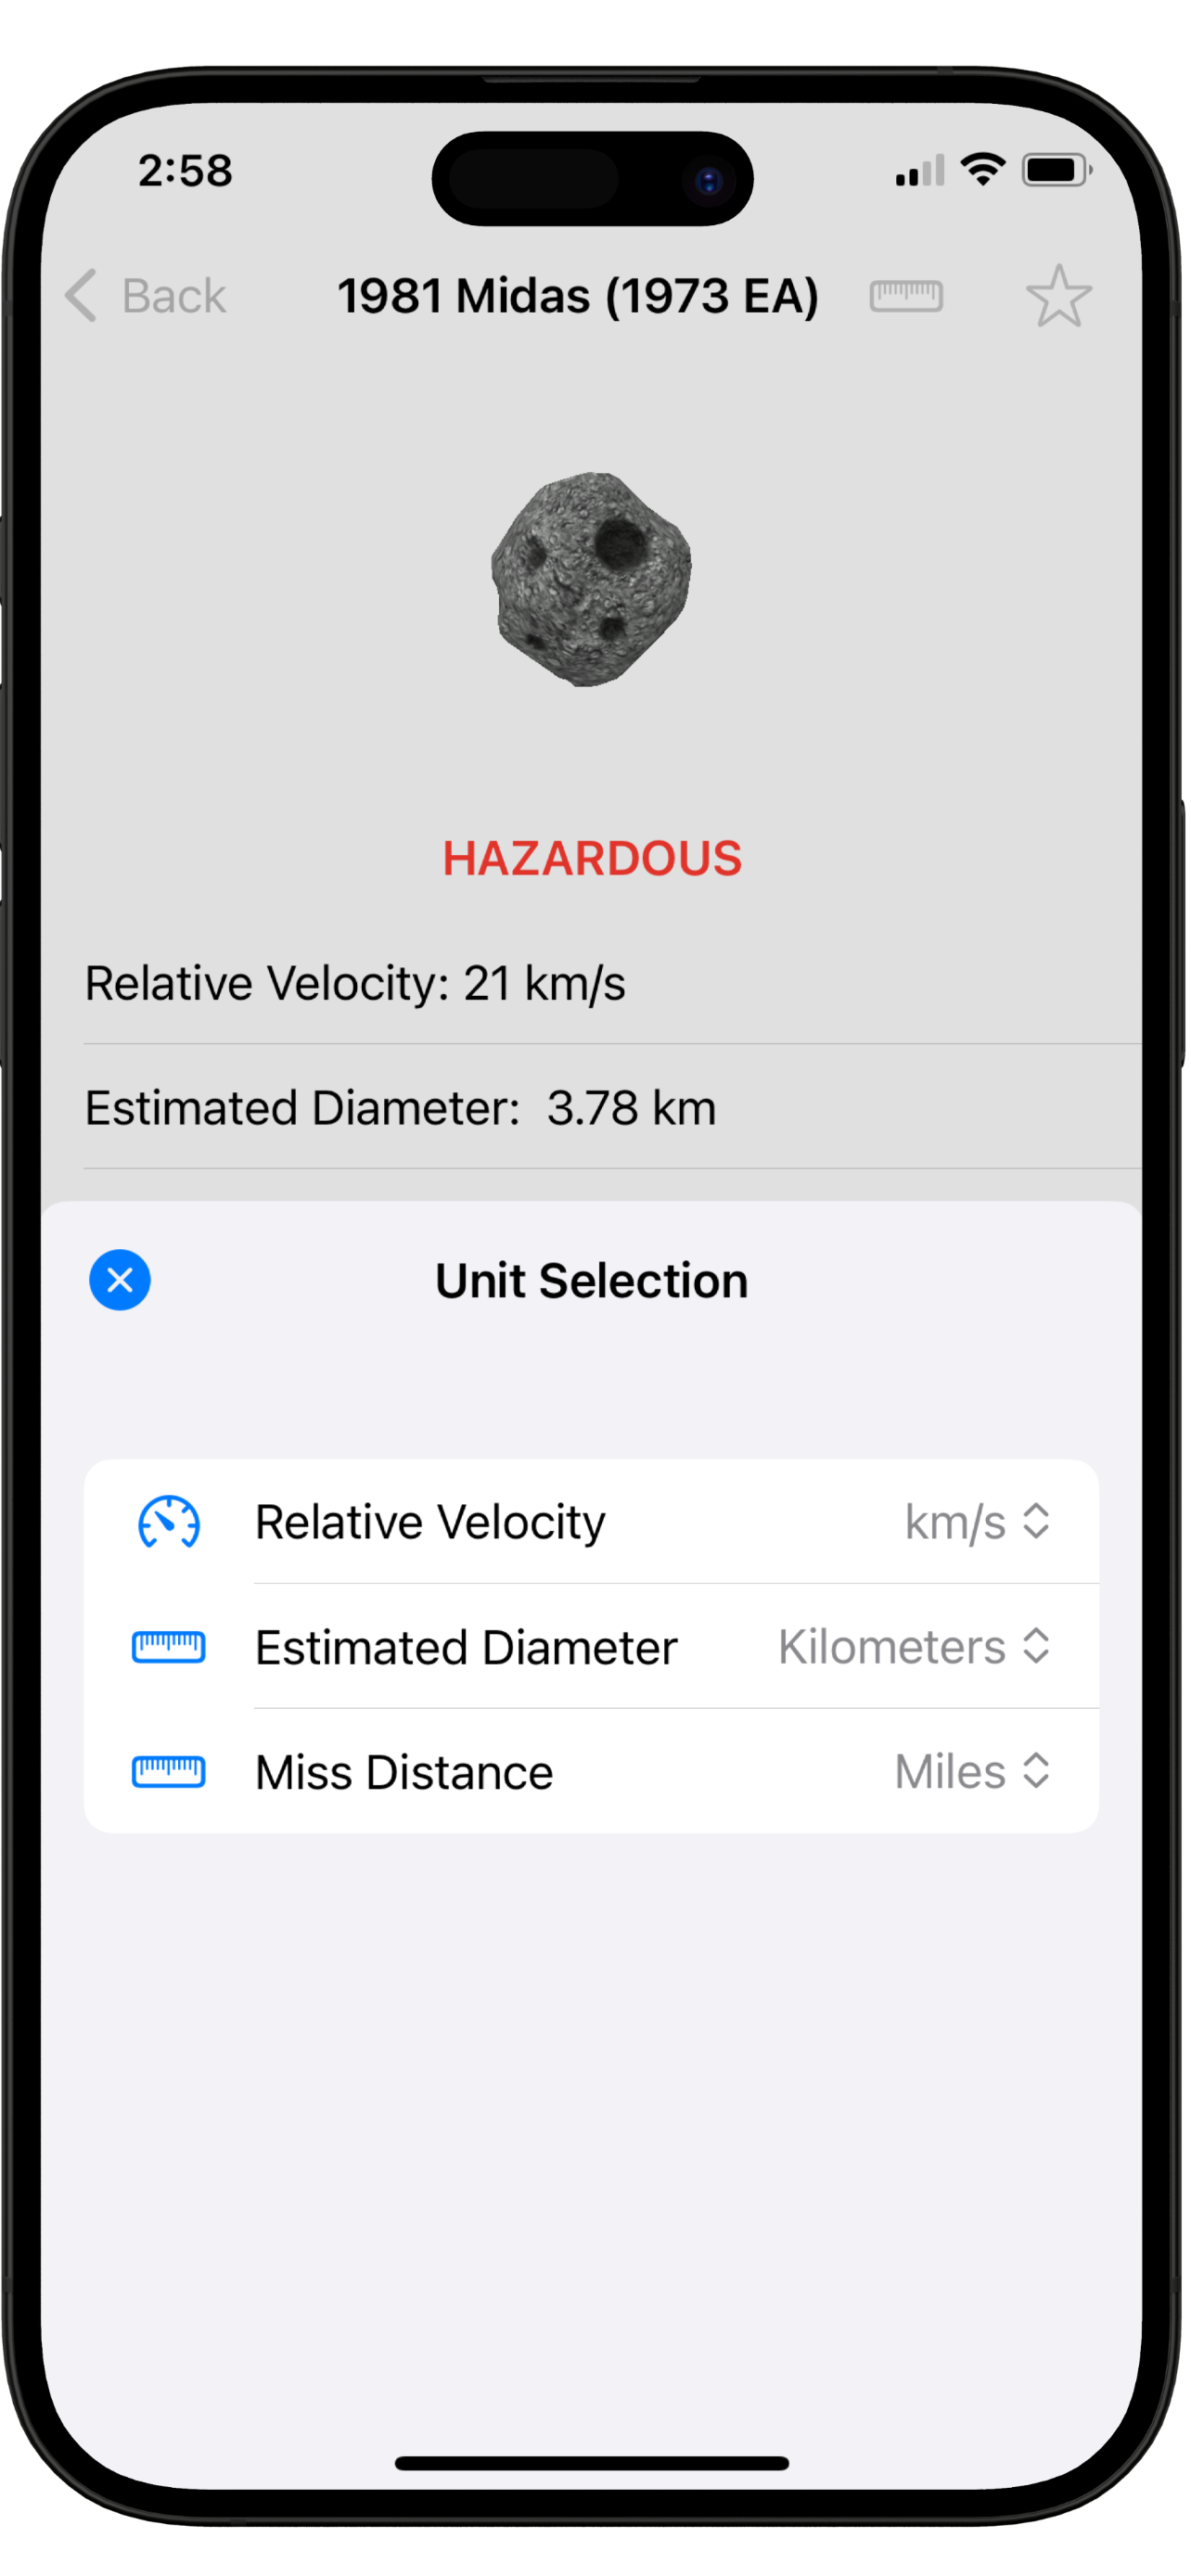 2:58
Back 1981 Midas (1973 EA)
HAZARDOUS
Relative Velocity: 21 km/s
Estimated Diameter: 3.78 km
Unit Selection
Relative Velocity km/s
Estimated Diameter Kilometers
Miss Distance Miles